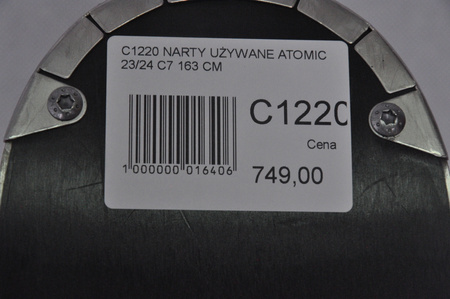 C1220 NARTY UŻYWANE ATOMIC
23/24 C7 163 CM
C1220
Cena
1 000000 016406
749,00